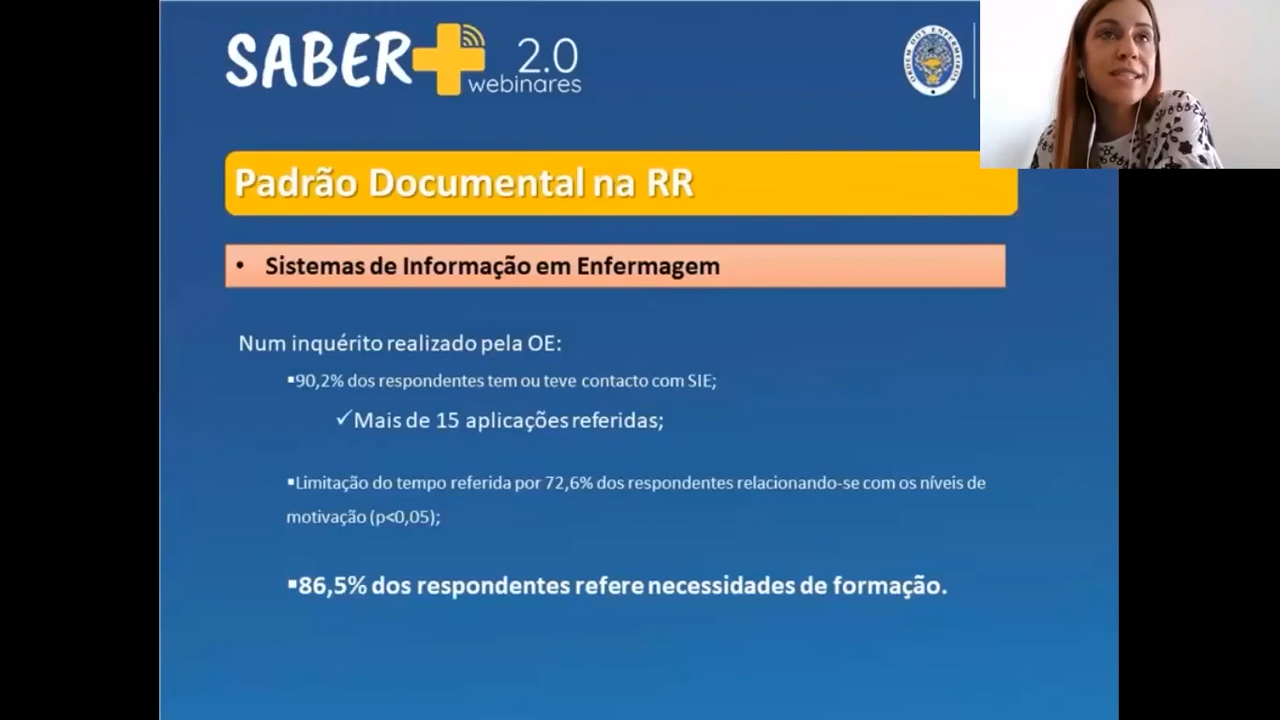 SABER+ 2.0
webinares
ORDEM DOS ENFERMEIROS
Padrão Documental na RR
• Sistemas de Informação em Enfermagem
Num inquérito realizado pela OE:
▪90,2% dos respondentes tem ou teve contacto com SIE;
✓Mais de 15 aplicações referidas;
▪Limitação do tempo referida por 72,6% dos respondentes relacionando-se com os níveis de
motivação (p<0,05);
▪86,5% dos respondentes refere necessidades de formação.